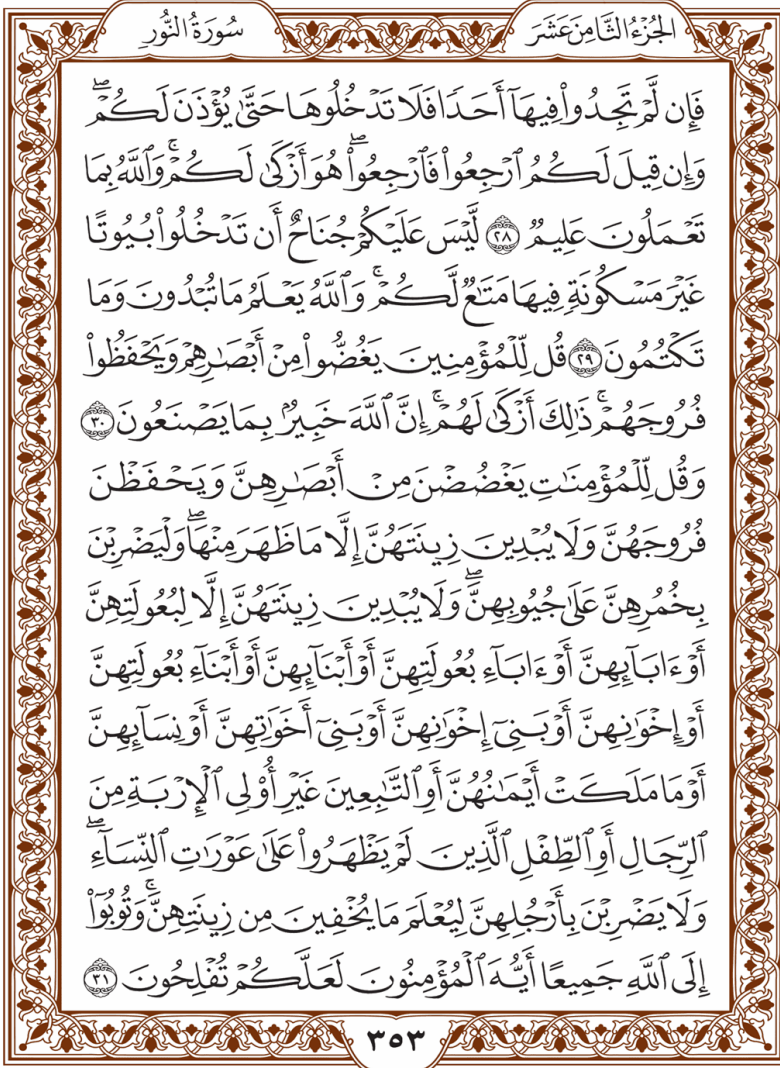 الجُزْءُ الثَّامِنَ عَشَرَ
سُورَةُ النُّورِ
فَإِن لَّمْ تَجِدُوا۟ فِيهَآ أَحَدًا فَلَا تَدْخُلُوهَا حَتَّىٰ يُؤْذَنَ لَكُمْ ۖ
وَإِن قِيلَ لَكُمُ ٱرْجِعُوا۟ فَٱرْجِعُوا۟ ۖ هُوَ أَزْكَىٰ لَكُمْ ۚ وَٱللَّهُ بِمَا
تَعْمَلُونَ عَلِيمٌ ٢٨ لَّيْسَ عَلَيْكُمْ جُنَاحٌ أَن تَدْخُلُوا۟ بُيُوتًا
غَيْرَ مَسْكُونَةٍ فِيهَا مَتَـٰعٌ لَّكُمْ ۚ وَٱللَّهُ يَعْلَمُ مَا تُبْدُونَ وَمَا
تَكْتُمُونَ ٢٩ قُل لِّلْمُؤْمِنِينَ يَغُضُّوا۟ مِنْ أَبْصَـٰرِهِمْ وَيَحْفَظُوا۟
فُرُوجَهُمْ ۚ ذَٰلِكَ أَزْكَىٰ لَهُمْ ۚ إِنَّ ٱللَّهَ خَبِيرٌۢ بِمَا يَصْنَعُونَ ٣٠
وَقُل لِّلْمُؤْمِنَـٰتِ يَغْضُضْنَ مِنْ أَبْصَـٰرِهِنَّ وَيَحْفَظْنَ
فُرُوجَهُنَّ وَلَا يُبْدِينَ زِينَتَهُنَّ إِلَّا مَا ظَهَرَ مِنْهَا ۖ وَلْيَضْرِبْنَ
بِخُمُرِهِنَّ عَلَىٰ جُيُوبِهِنَّ ۖ وَلَا يُبْدِينَ زِينَتَهُنَّ إِلَّا لِبُعُولَتِهِنَّ
أَوْ ءَابَآئِهِنَّ أَوْ ءَابَآءِ بُعُولَتِهِنَّ أَوْ أَبْنَآئِهِنَّ أَوْ أَبْنَآءِ بُعُولَتِهِنَّ
أَوْ إِخْوَٰنِهِنَّ أَوْ بَنِىٓ إِخْوَٰنِهِنَّ أَوْ بَنِىٓ أَخَوَٰتِهِنَّ أَوْ نِسَآئِهِنَّ
أَوْ مَا مَلَكَتْ أَيْمَـٰنُهُنَّ أَوِ ٱلتَّـٰبِعِينَ غَيْرِ أُو۟لِى ٱلْإِرْبَةِ مِنَ
ٱلرِّجَالِ أَوِ ٱلطِّفْلِ ٱلَّذِينَ لَمْ يَظْهَرُوا۟ عَلَىٰ عَوْرَٰتِ ٱلنِّسَآءِ ۖ
وَلَا يَضْرِبْنَ بِأَرْجُلِهِنَّ لِيُعْلَمَ مَا يُخْفِينَ مِن زِينَتِهِنَّ ۚ وَتُوبُوٓا۟
إِلَى ٱللَّهِ جَمِيعًا أَيُّهَ ٱلْمُؤْمِنُونَ لَعَلَّكُمْ تُفْلِحُونَ ٣١
٣٥٣